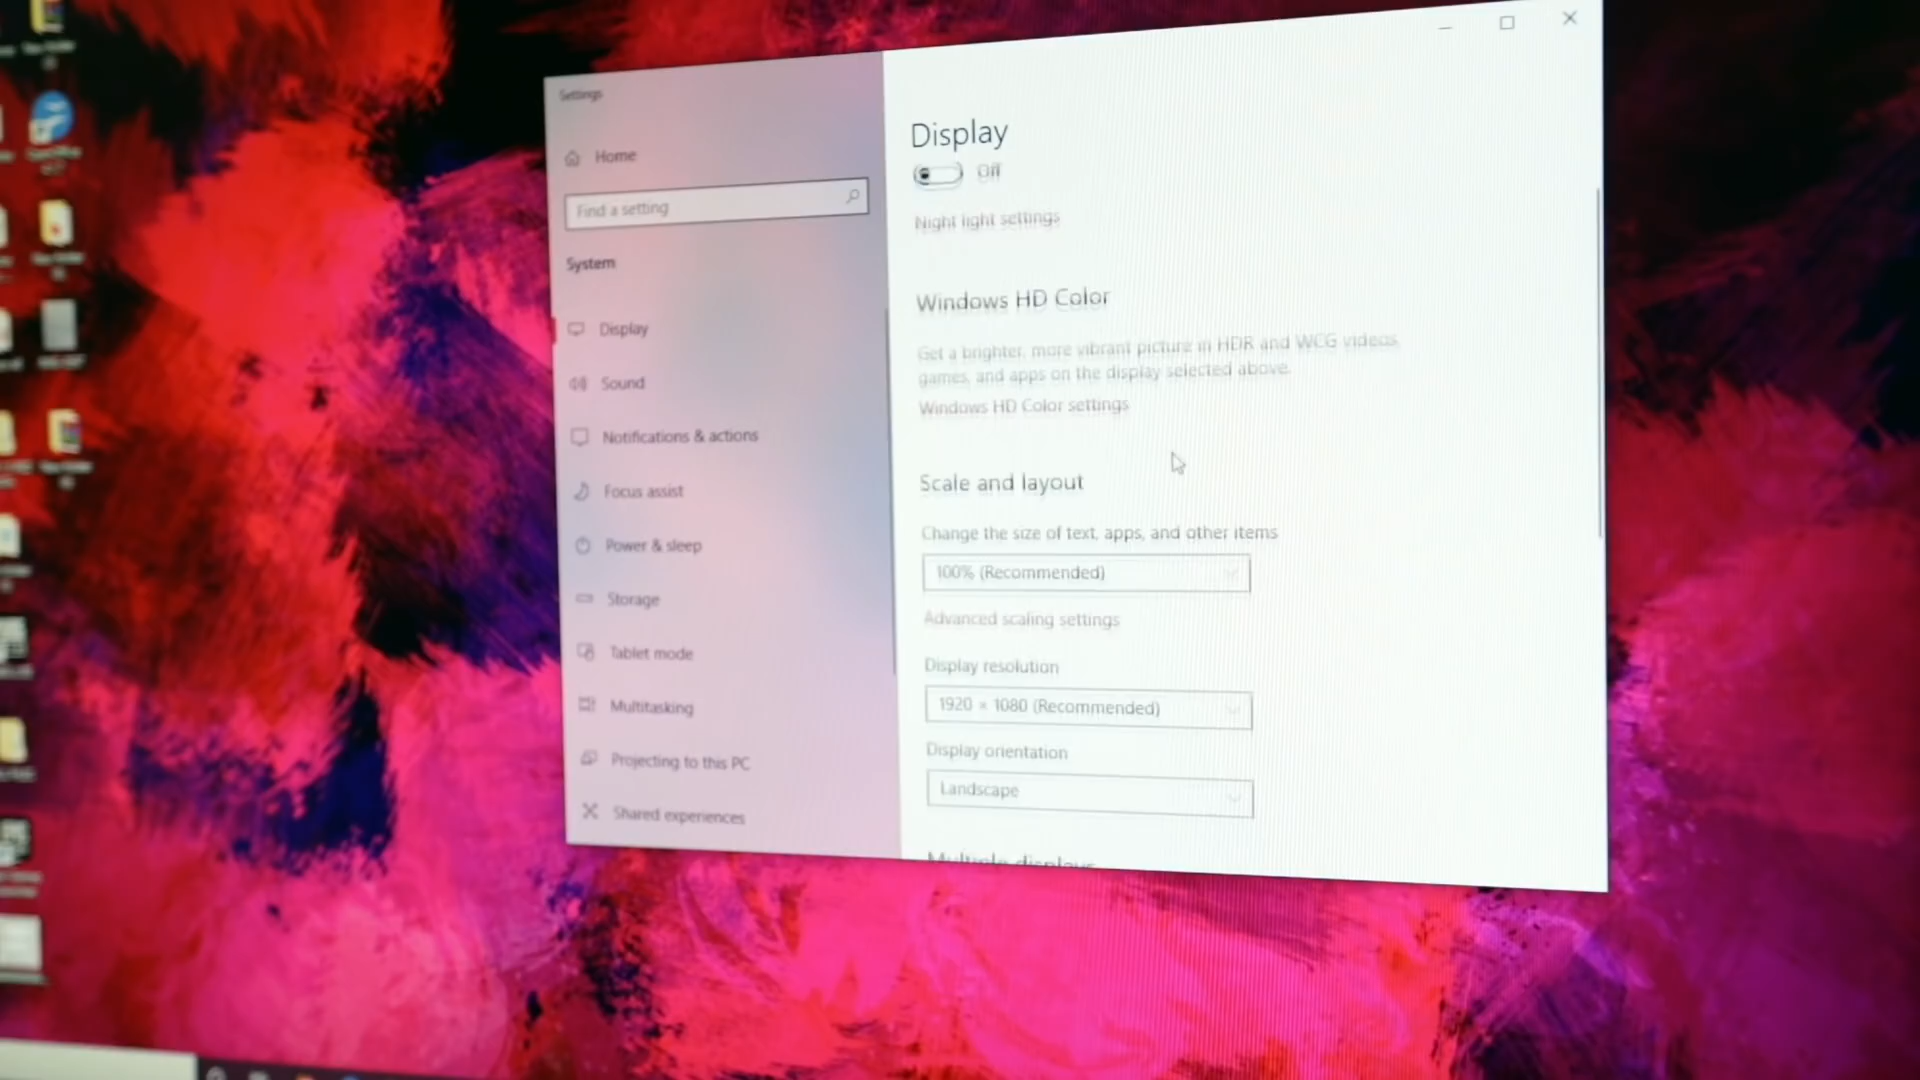 Settings
Home
Find a setting
System
Display
Sound
Notifications & actions
Focus assist
Power & sleep
Storage
Tablet mode
Multitasking
Projecting to this PC
Shared experiences
Display
Off
Night light settings
Windows HD Color
Get a brighter, more vibrant picture in HDR and WCG videos,
games, and apps on the display selected above.
Windows HD Color settings
Scale and layout
Change the size of text, apps, and other items
100% (Recommended)
Advanced scaling settings
Display resolution
1920 × 1080 (Recommended)
Display orientation
Landscape
Multiple displays